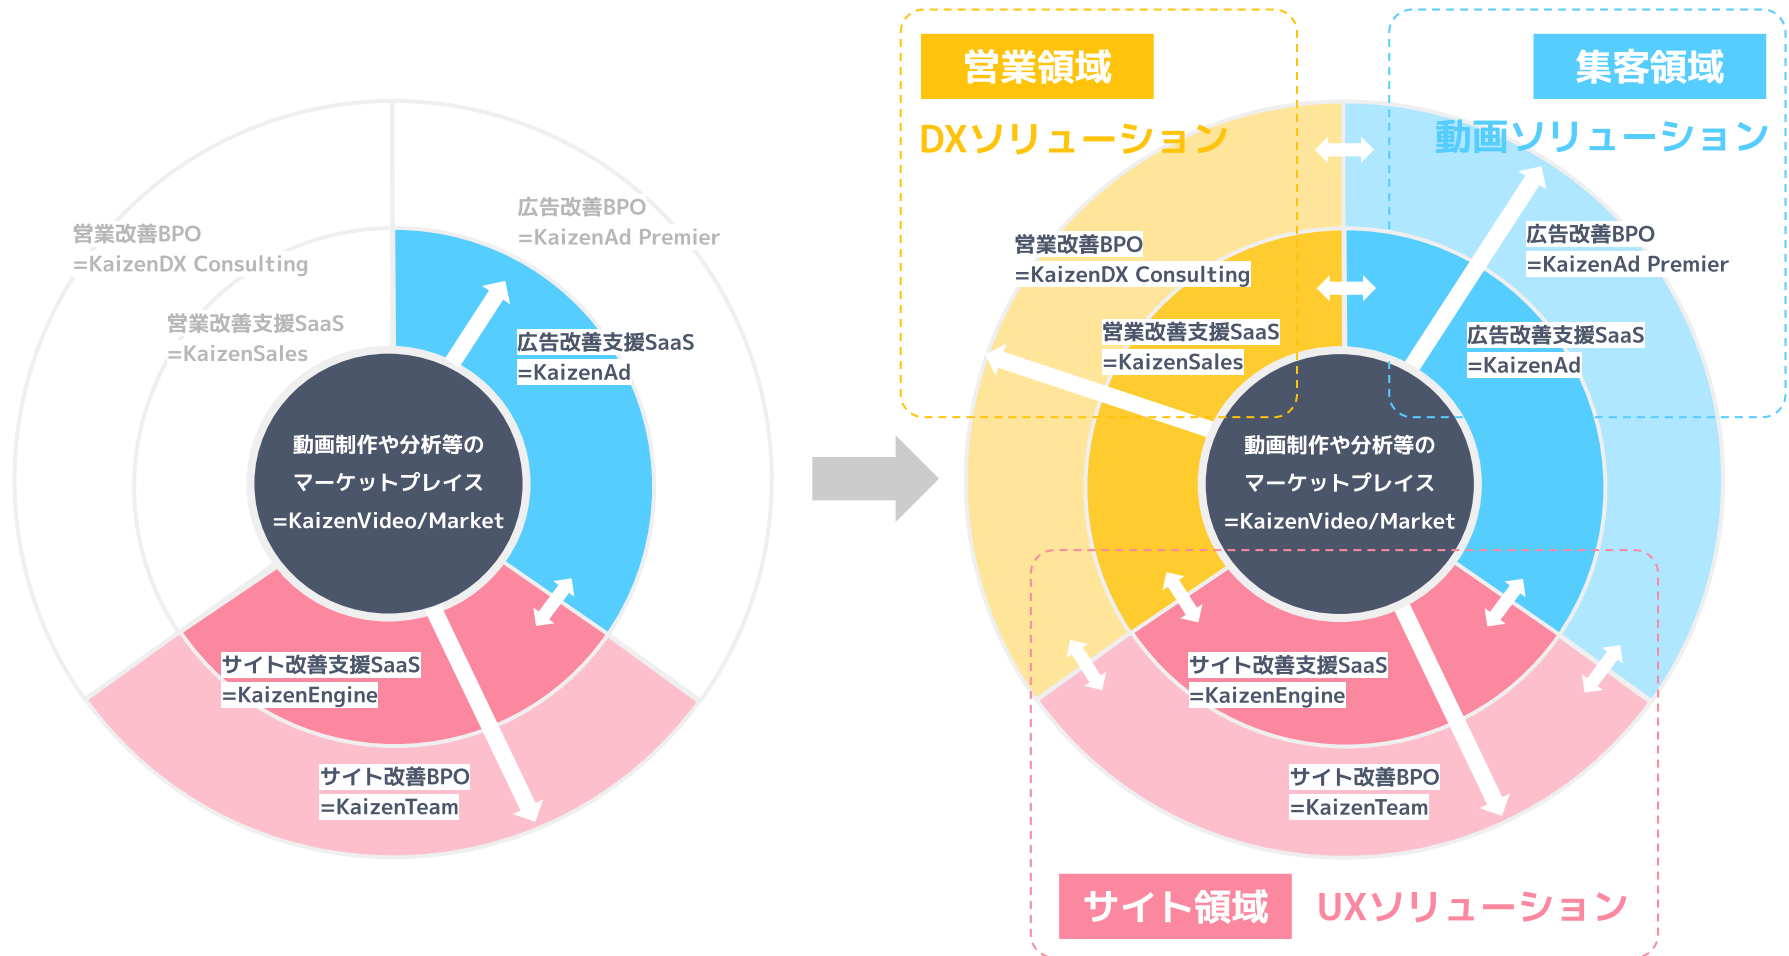 営業改善BPO
=KaizenDX Consulting
広告改善BPO
=KaizenAd Premier
営業改善支援SaaS
=KaizenSales
広告改善支援SaaS
=KaizenAd
動画制作や分析等の
マーケットプレイス
=KaizenVideo/Market
サイト改善支援SaaS
=KaizenEngine
サイト改善BPO
=KaizenTeam
営業領域
DXソリューション
集客領域
動画ソリューション
営業改善BPO
=KaizenDX Consulting
広告改善BPO
=KaizenAd Premier
営業改善支援SaaS
=KaizenSales
広告改善支援SaaS
=KaizenAd
動画制作や分析等の
マーケットプレイス
=KaizenVideo/Market
サイト改善支援SaaS
=KaizenEngine
サイト改善BPO
=KaizenTeam
サイト領域
UXソリューション